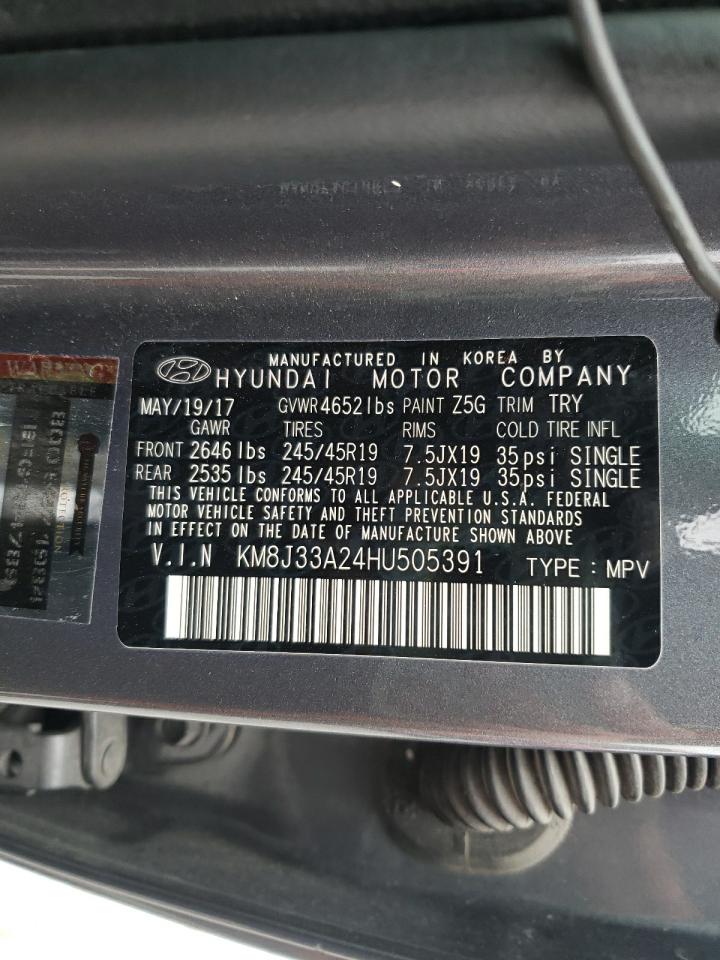 MANUFACTURED IN KOREA BY
HYUNDAI MOTOR COMPANY
MAY/19/17 GVWR 4652lbs PAINT Z5G TRIM TRY
GAWR TIRES RIMS COLD TIRE INFL
FRONT 2646lbs 245/45R19 7.5JX19 35psi SINGLE
REAR 2535lbs 245/45R19 7.5JX19 35psi SINGLE
THIS VEHICLE CONFORMS TO ALL APPLICABLE U.S.A. FEDERAL
MOTOR VEHICLE SAFETY AND THEFT PREVENTION STANDARDS
IN EFFECT ON THE DATE OF MANUFACTURE SHOWN ABOVE
V.I.N KM8J33A24HU505391 TYPE : MPV
WARNING